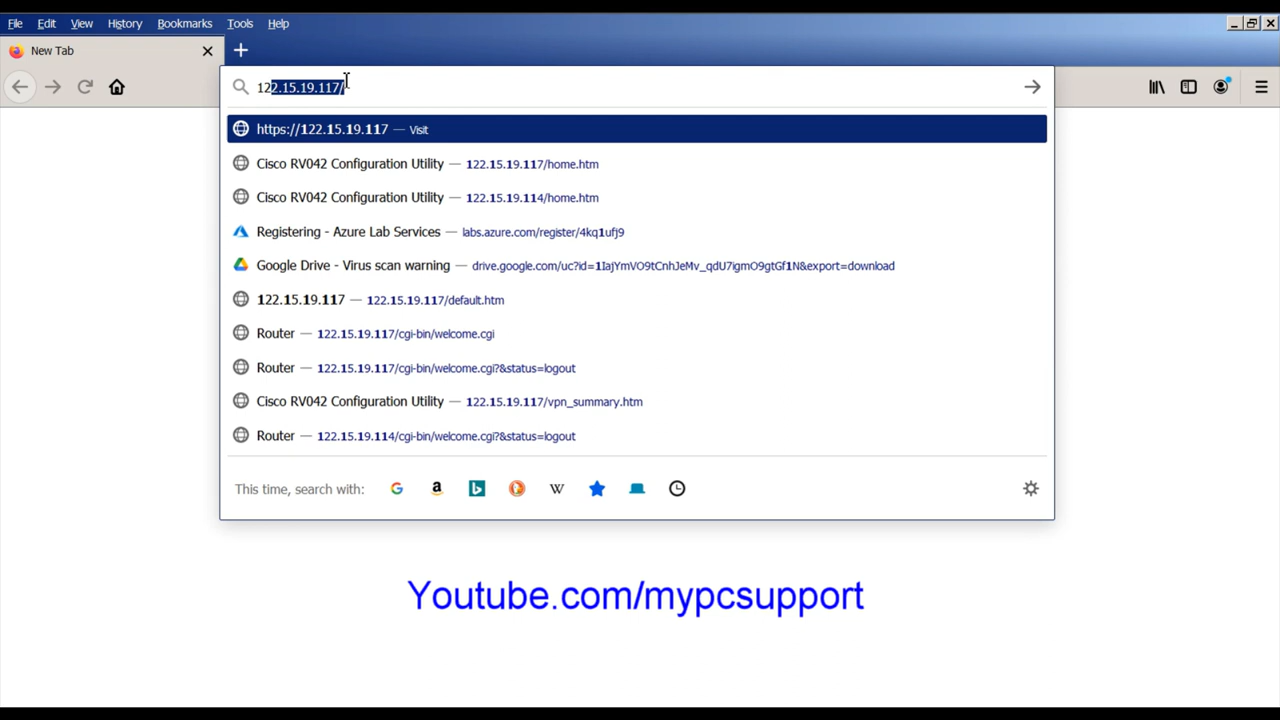 File Edit View History Bookmarks Tools Help
New Tab
122.15.19.117/
https://122.15.19.117 — Visit
Cisco RV042 Configuration Utility — 122.15.19.117/home.htm
Cisco RV042 Configuration Utility — 122.15.19.114/home.htm
Registering - Azure Lab Services — labs.azure.com/register/4kq1ufj9
Google Drive - Virus scan warning — drive.google.com/uc?id=1IajYmVO9tCnhJeMv_qdU7igmO9gtGf1N&export=download
122.15.19.117 — 122.15.19.117/default.htm
Router — 122.15.19.117/cgi-bin/welcome.cgi
Router — 122.15.19.117/cgi-bin/welcome.cgi?&status=logout
Cisco RV042 Configuration Utility — 122.15.19.117/vpn_summary.htm
Router — 122.15.19.114/cgi-bin/welcome.cgi?&status=logout
This time, search with:
Youtube.com/mypcsupport